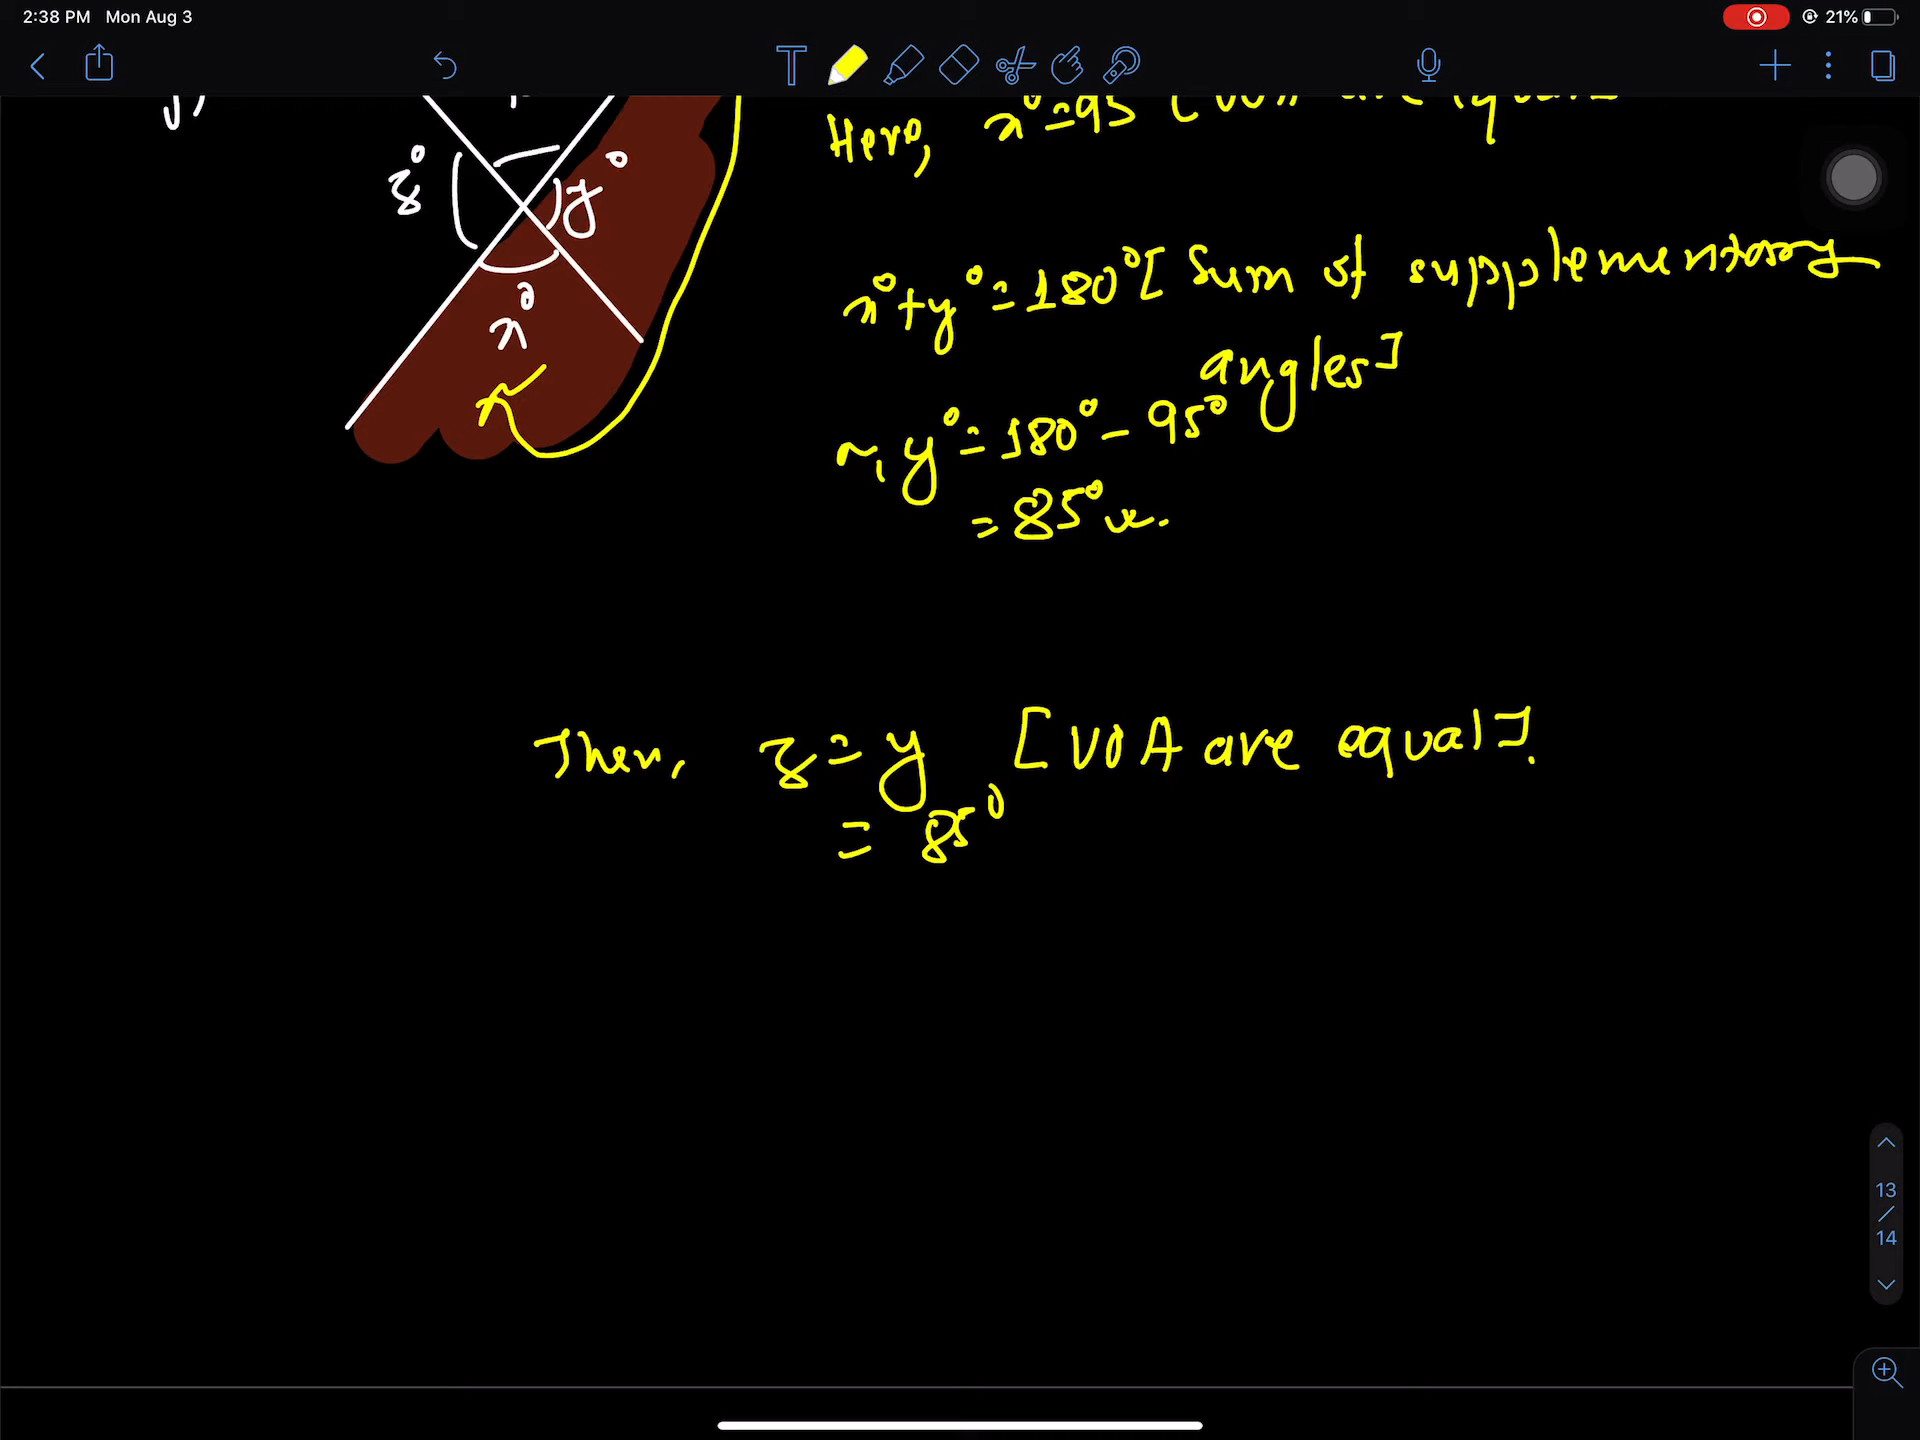 2:38 PM Mon Aug 3
21%
Here, x°=95
z°
y°
x°
x°+y°=180° [Sum of supplementary
angles]
y°=180°-95°
=85°
Then, z=y [VOA are equal].
= 85°
13
/
14